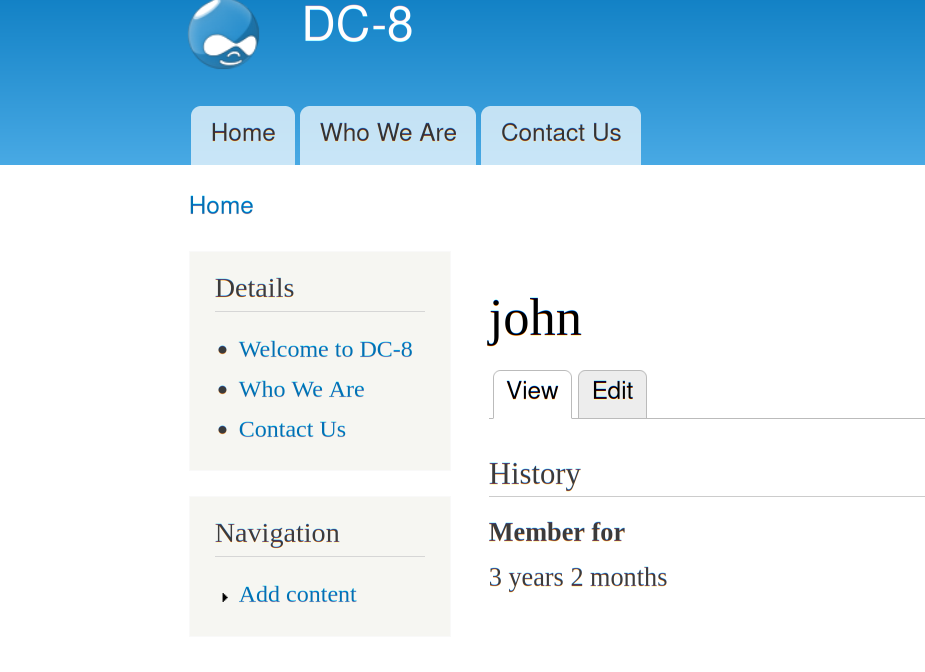 DC-8
Home
Who We Are
Contact Us
Home
Details
Welcome to DC-8
Who We Are
Contact Us
Navigation
Add content
john
View
Edit
History
Member for
3 years 2 months